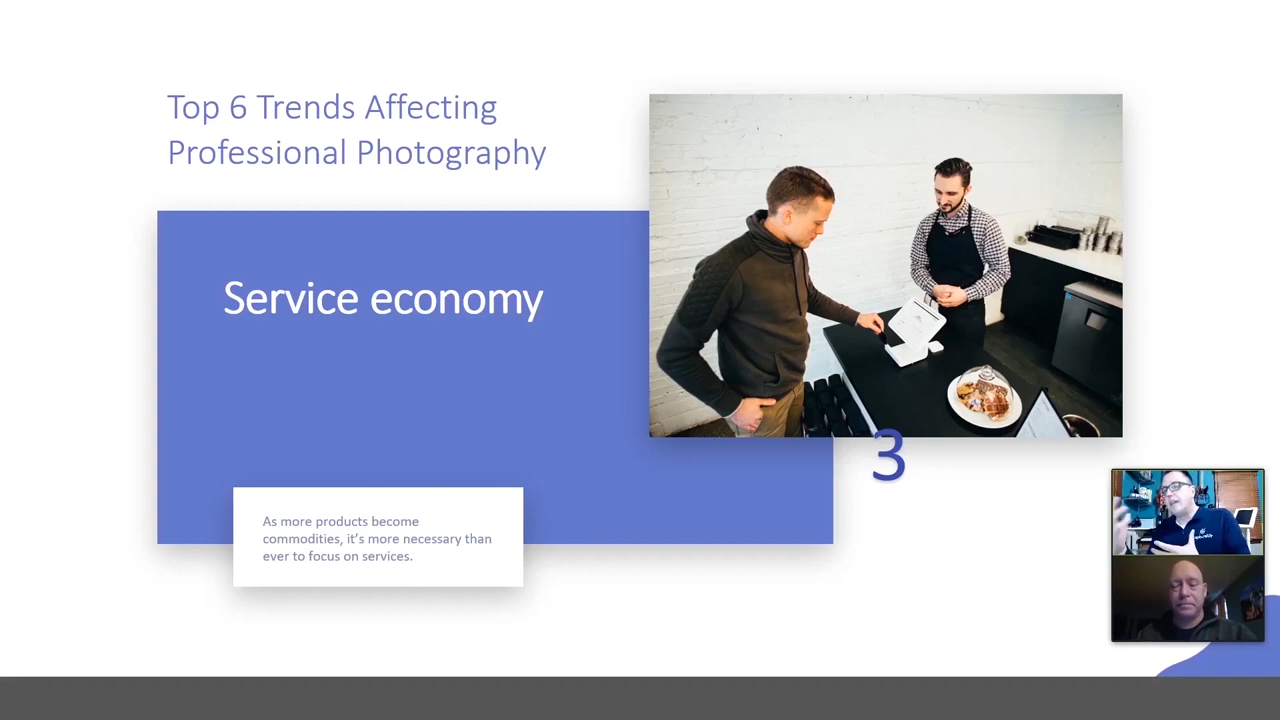 Top 6 Trends Affecting
Professional Photography
Service economy
3
As more products become
commodities, it's more necessary than
ever to focus on services.